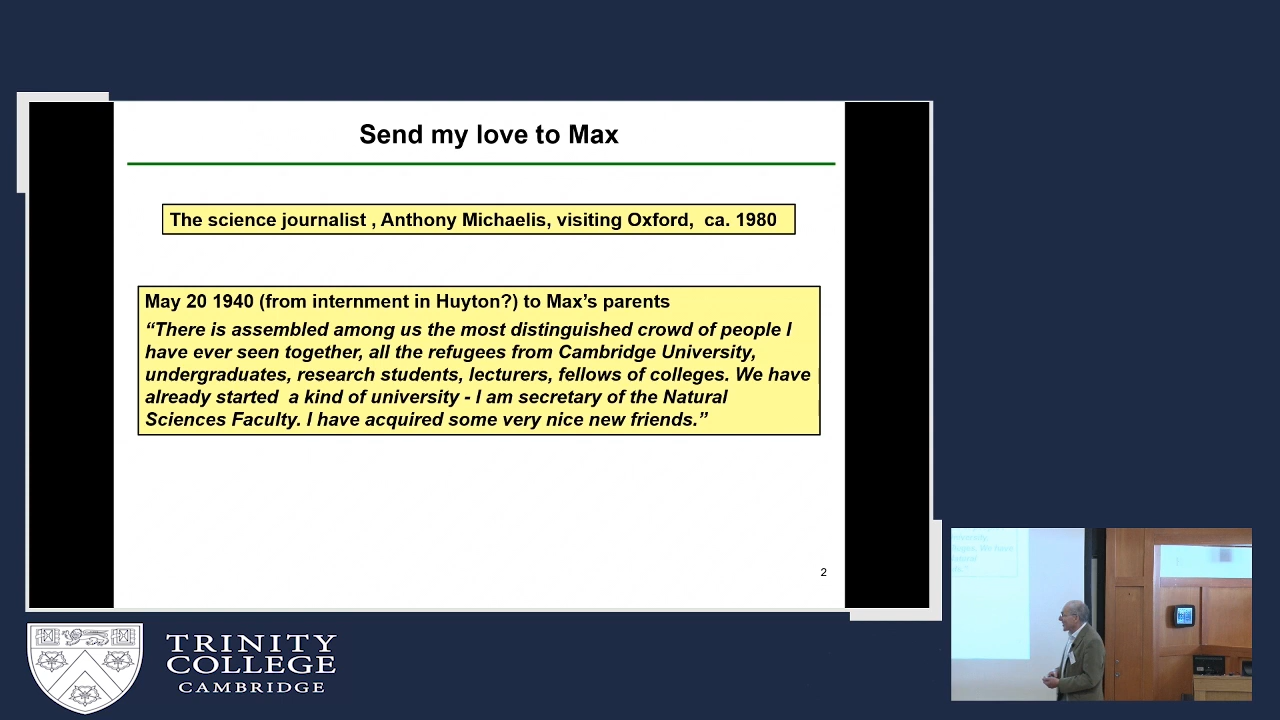 Send my love to Max
The science journalist , Anthony Michaelis, visiting Oxford, ca. 1980
May 20 1940 (from internment in Huyton?) to Max’s parents
“There is assembled among us the most distinguished crowd of people I
have ever seen together, all the refugees from Cambridge University,
undergraduates, research students, lecturers, fellows of colleges. We have
already started a kind of university - I am secretary of the Natural
Sciences Faculty. I have acquired some very nice new friends.”
2
TRINITY
COLLEGE
CAMBRIDGE